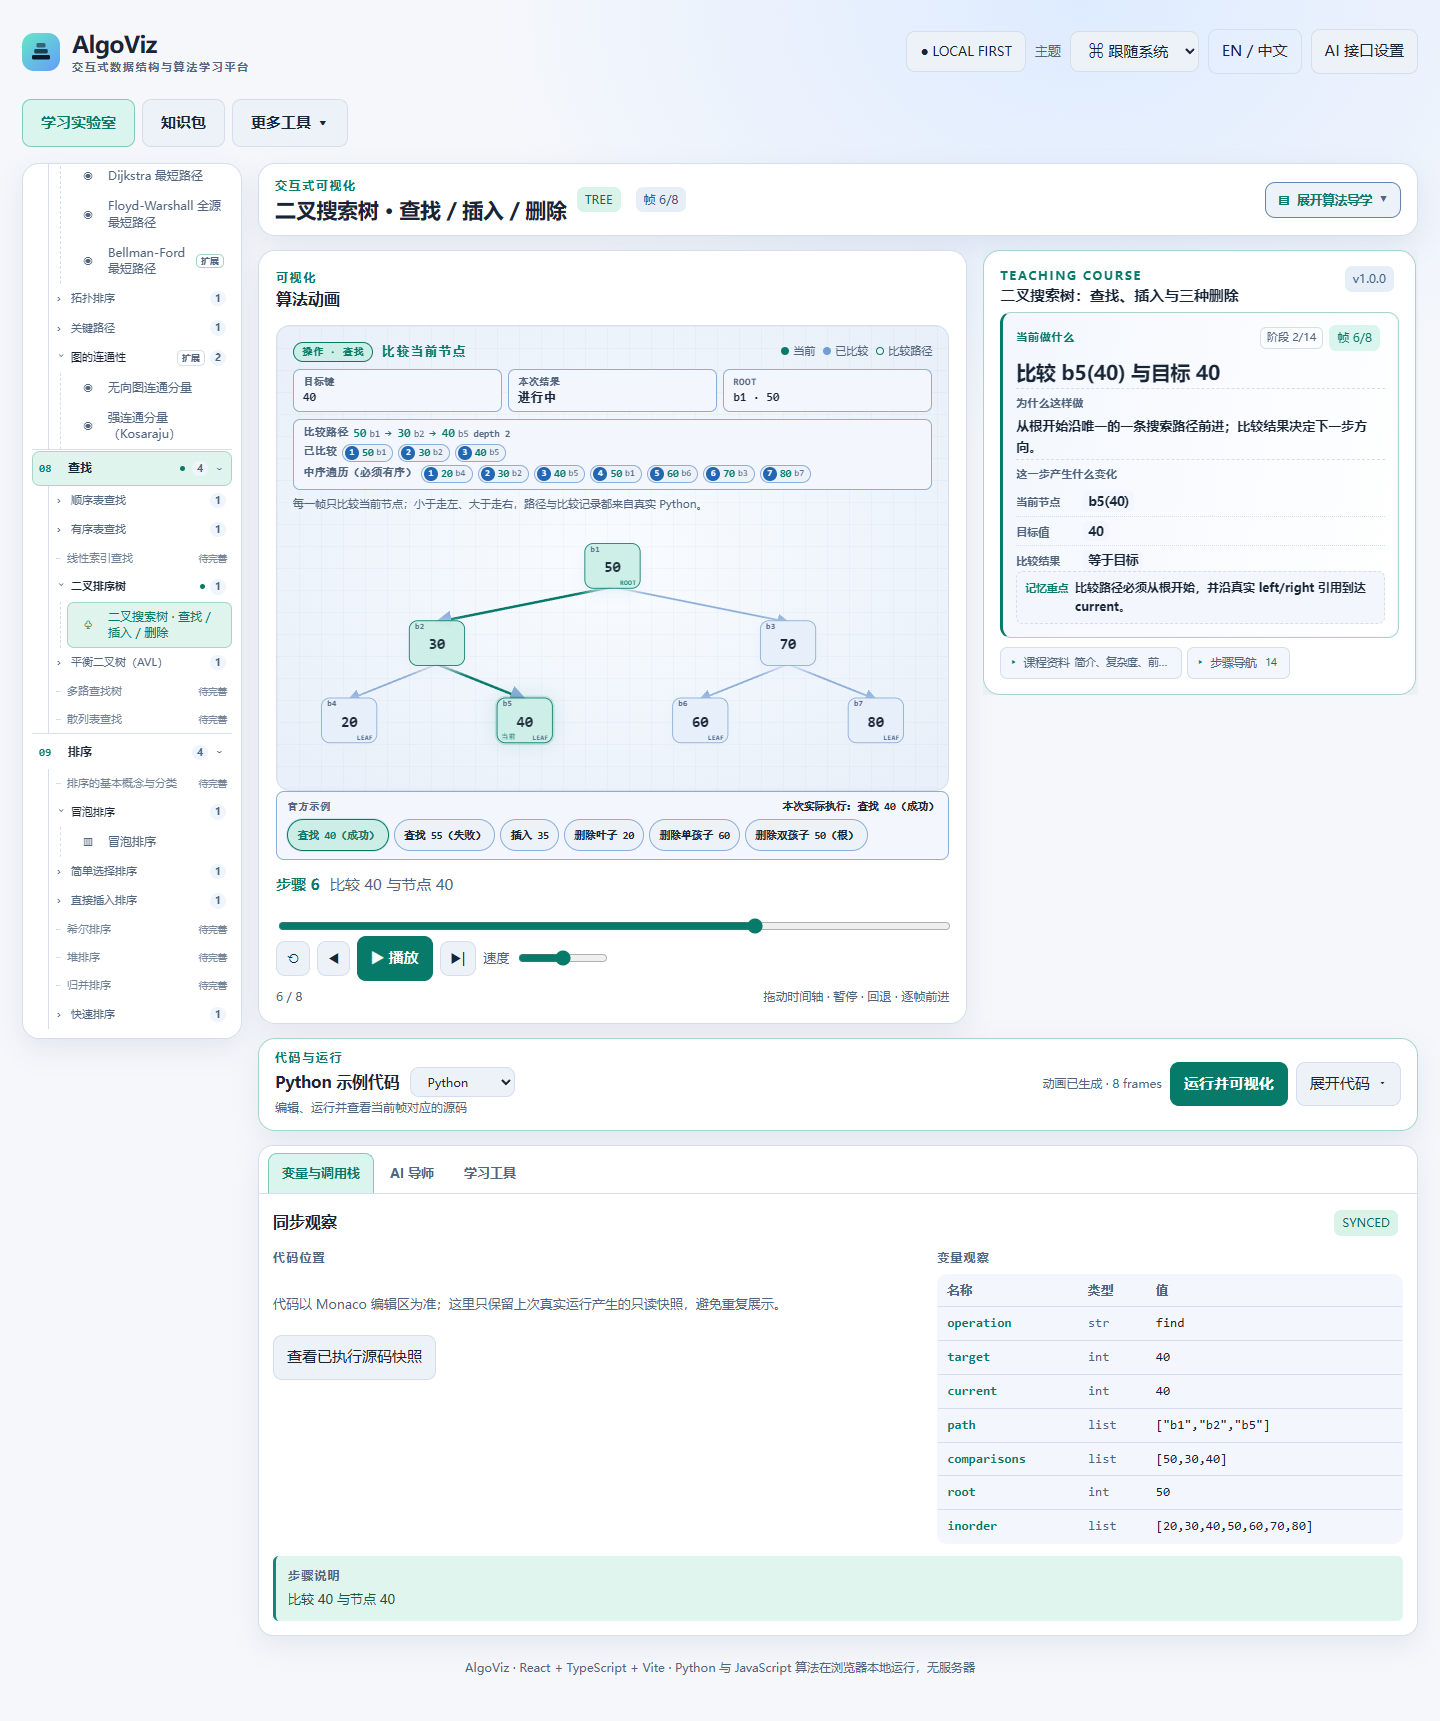 AlgoViz
交互式数据结构与算法学习平台
● LOCAL FIRST
主题
⌘ 跟随系统
EN / 中文
AI 接口设置
学习实验室
知识包
更多工具 ▼
Dijkstra 最短路径
Floyd-Warshall 全源
最短路径
Bellman-Ford
最短路径
扩展
拓扑排序
1
关键路径
1
图的连通性
扩展
2
无向图连通分量
强连通分量
（Kosaraju）
08
查找
4
顺序表查找
1
有序表查找
1
线性索引查找
待完善
二叉排序树
1
二叉搜索树 · 查找 /
插入 / 删除
平衡二叉树（AVL）
1
多路查找树
待完善
散列表查找
待完善
09
排序
4
排序的基本概念与分类
待完善
冒泡排序
1
冒泡排序
简单选择排序
1
直接插入排序
1
希尔排序
待完善
堆排序
待完善
归并排序
待完善
快速排序
1
交互式可视化
二叉搜索树 • 查找 / 插入 / 删除
TREE
帧 6/8
展开算法导学 ▼
可视化
算法动画
操作 · 查找
比较当前节点
当前
已比较
比较路径
目标键
40
本次结果
进行中
ROOT
b1 · 50
比较路径 50 b1 → 30 b2 → 40 b5 depth 2
已比较 1 50 b1 2 30 b2 3 40 b5
中序遍历（必须有序） 1 20 b4 2 30 b2 3 40 b5 4 50 b1 5 60 b6 6 70 b3 7 80 b7
每一帧只比较当前节点；小于走左、大于走右，路径与比较记录都来自真实 Python。
b1
50
ROOT
b2
30
b3
70
b4
20
LEAF
b5
40
当前
LEAF
b6
60
LEAF
b7
80
LEAF
官方示例
本次实际执行：查找 40（成功）
查找 40（成功）
查找 55（失败）
插入 35
删除叶子 20
删除单孩子 60
删除双孩子 50（根）
步骤 6 比较 40 与节点 40
▶ 播放
速度
6 / 8
拖动时间轴 · 暂停 · 回退 · 逐帧前进
TEACHING COURSE
二叉搜索树：查找、插入与三种删除
v1.0.0
当前做什么
阶段 2/14
帧 6/8
比较 b5(40) 与目标 40
为什么这样做
从根开始沿唯一的一条搜索路径前进；比较结果决定下一步方
向。
这一步产生什么变化
当前节点
b5(40)
目标值
40
比较结果
等于目标
记忆重点
比较路径必须从根开始，并沿真实 left/right 引用到达
current。
课程资料 简介、复杂度、前...
步骤导航 14
代码与运行
Python 示例代码
Python
编辑、运行并查看当前帧对应的源码
动画已生成 · 8 frames
运行并可视化
展开代码
变量与调用栈
AI 导师
学习工具
同步观察
SYNCED
代码位置
代码以 Monaco 编辑区为准；这里只保留上次真实运行产生的只读快照，避免重复展示。
查看已执行源码快照
变量观察
名称 类型 值
operation str find
target int 40
current int 40
path list ["b1","b2","b5"]
comparisons list [50,30,40]
root int 50
inorder list [20,30,40,50,60,70,80]
步骤说明
比较 40 与节点 40
AlgoViz · React + TypeScript + Vite · Python 与 JavaScript 算法在浏览器本地运行，无服务器